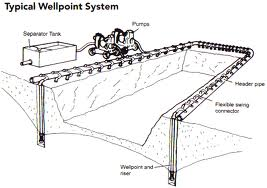 Typical Wellpoint System
Pumps
Separator Tank
Header pipe
Flexible swing
connector
Wellpoint and
riser